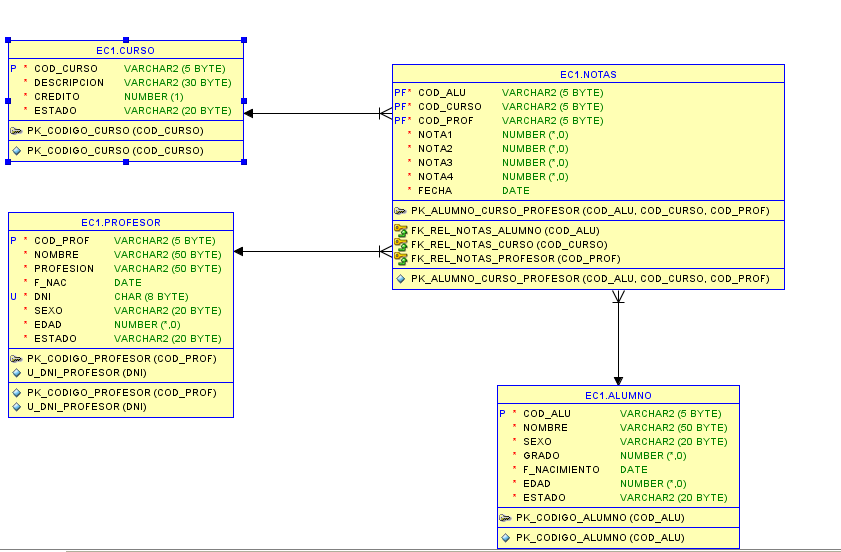 EC1.CURSO
P * COD_CURSO VARCHAR2 (5 BYTE)
* DESCRIPCION VARCHAR2 (30 BYTE)
* CREDITO NUMBER (1)
* ESTADO VARCHAR2 (20 BYTE)
PK_CODIGO_CURSO (COD_CURSO)
PK_CODIGO_CURSO (COD_CURSO)
EC1.NOTAS
PF* COD_ALU VARCHAR2 (5 BYTE)
PF* COD_CURSO VARCHAR2 (5 BYTE)
PF* COD_PROF VARCHAR2 (5 BYTE)
* NOTA1 NUMBER (*,0)
* NOTA2 NUMBER (*,0)
* NOTA3 NUMBER (*,0)
* NOTA4 NUMBER (*,0)
* FECHA DATE
PK_ALUMNO_CURSO_PROFESOR (COD_ALU, COD_CURSO, COD_PROF)
FK_REL_NOTAS_ALUMNO (COD_ALU)
FK_REL_NOTAS_CURSO (COD_CURSO)
FK_REL_NOTAS_PROFESOR (COD_PROF)
PK_ALUMNO_CURSO_PROFESOR (COD_ALU, COD_CURSO, COD_PROF)
EC1.PROFESOR
P * COD_PROF VARCHAR2 (5 BYTE)
* NOMBRE VARCHAR2 (50 BYTE)
* PROFESION VARCHAR2 (50 BYTE)
* F_NAC DATE
U * DNI CHAR (8 BYTE)
* SEXO VARCHAR2 (20 BYTE)
* EDAD NUMBER (*,0)
* ESTADO VARCHAR2 (20 BYTE)
PK_CODIGO_PROFESOR (COD_PROF)
U_DNI_PROFESOR (DNI)
PK_CODIGO_PROFESOR (COD_PROF)
U_DNI_PROFESOR (DNI)
EC1.ALUMNO
P * COD_ALU VARCHAR2 (5 BYTE)
* NOMBRE VARCHAR2 (50 BYTE)
* SEXO VARCHAR2 (20 BYTE)
* GRADO NUMBER (*,0)
* F_NACIMIENTO DATE
* EDAD NUMBER (*,0)
* ESTADO VARCHAR2 (20 BYTE)
PK_CODIGO_ALUMNO (COD_ALU)
PK_CODIGO_ALUMNO (COD_ALU)